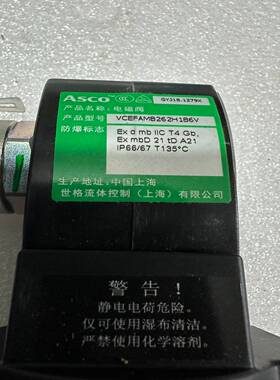 ASCO GYJ18.1279X
产品名称：电磁阀
产品型号 VCEFAMB262H186V
防爆标志 Ex d mb IIC T4 Gb,
Ex mbD 21 tD A21
IP66/67 T135°C
生产地：中国上海
世格流体控制（上海）有限公司
警告！
静电电荷危险。
仅可使用湿布清洁。
严禁使用化学溶剂。